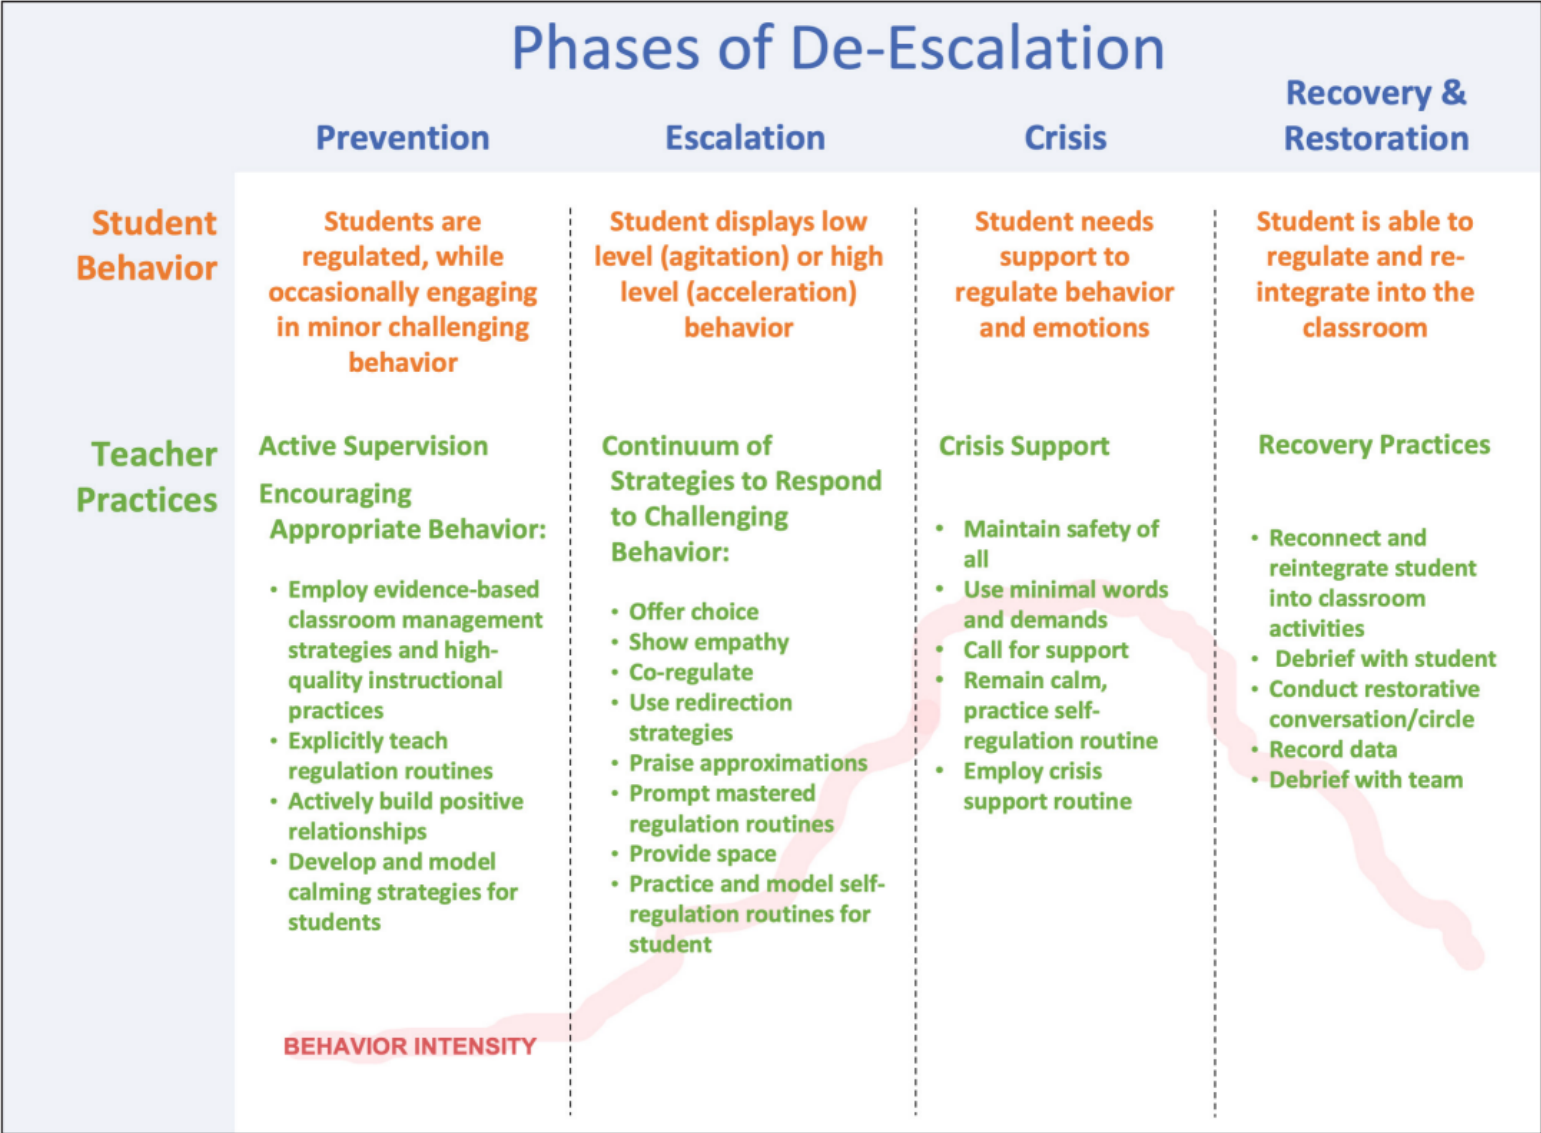 Phases of De-Escalation
Prevention
Escalation
Crisis
Recovery &
Restoration
Student
Behavior
Students are
regulated, while
occasionally engaging
in minor challenging
behavior
Student displays low
level (agitation) or high
level (acceleration)
behavior
Student needs
support to
regulate behavior
and emotions
Student is able to
regulate and re-
integrate into the
classroom
Teacher
Practices
Active Supervision
Encouraging
Appropriate Behavior:
• Employ evidence-based
classroom management
strategies and high-
quality instructional
practices
• Explicitly teach
regulation routines
• Actively build positive
relationships
• Develop and model
calming strategies for
students
Continuum of
Strategies to Respond
to Challenging
Behavior:
• Offer choice
• Show empathy
• Co-regulate
• Use redirection
strategies
• Praise approximations
• Prompt mastered
regulation routines
• Provide space
• Practice and model self-
regulation routines for
student
Crisis Support
• Maintain safety of
all
• Use minimal words
and demands
• Call for support
• Remain calm,
practice self-
regulation routine
• Employ crisis
support routine
Recovery Practices
• Reconnect and
reintegrate student
into classroom
activities
• Debrief with student
• Conduct restorative
conversation/circle
• Record data
• Debrief with team
BEHAVIOR INTENSITY